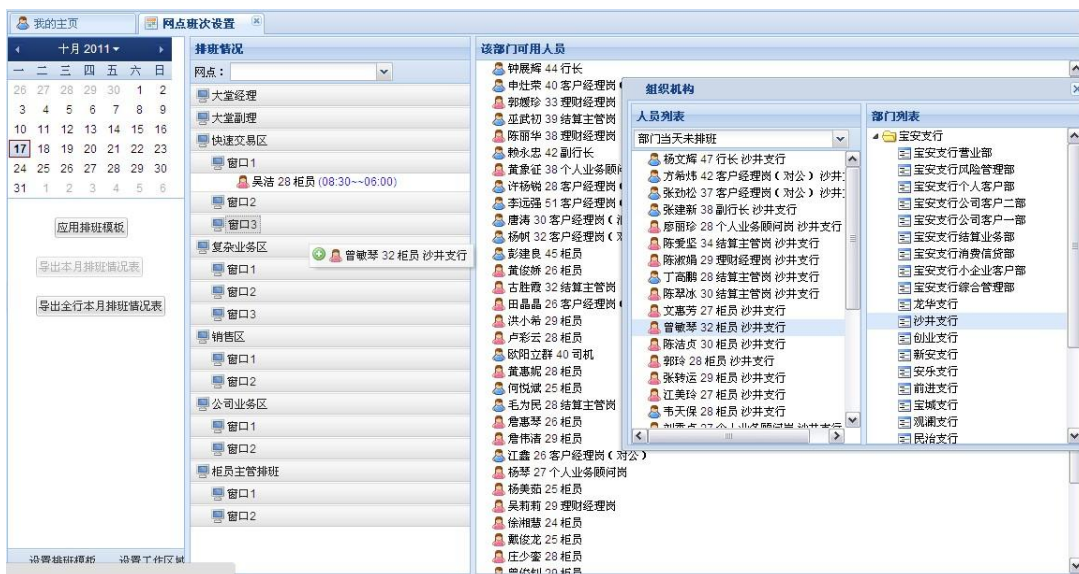 我的主页
网点班次设置
十月 2011
一 二 三 四 五 六 日
26 27 28 29 30 1 2
3 4 5 6 7 8 9
10 11 12 13 14 15 16
17 18 19 20 21 22 23
24 25 26 27 28 29 30
31 1 2 3 4 5 6
应用排班模板
导出本月排班情况表
导出全行本月排班情况表
设置排班模板 设置工作区域
排班情况
网点：
大堂经理
大堂副理
快速交易区
窗口1
吴洁 28 柜员 (08:30~~06:00)
窗口2
窗口3
复杂业务区
曾敏琴 32 柜员 沙井支行
窗口1
窗口2
窗口3
销售区
窗口1
窗口2
公司业务区
窗口1
窗口2
柜员主管排班
窗口1
窗口2
该部门可用人员
钟展辉 44 行长
申灶荣 40 客户经理岗
郭媛珍 33 理财经理岗
巫武初 39 结算主管岗
陈丽华 38 理财经理岗
赖永忠 42 副行长
黄象征 38 个人业务顾问
许杨锐 28 客户经理岗
李远强 51 客户经理岗
唐涛 30 客户经理岗
杨帆 32 客户经理岗
彭建良 45 柜员
黄俊娇 26 柜员
古胜霞 32 结算主管岗
田晶晶 26 客户经理岗
洪小希 29 柜员
卢彩云 28 柜员
欧阳立群 40 司机
黄惠妮 28 柜员
何悦斌 25 柜员
毛为民 28 结算主管岗
詹惠琴 26 柜员
詹伟清 29 柜员
江鑫 26 客户经理岗(对公)
杨琴 27 个人业务顾问岗
杨美茹 25 柜员
吴莉莉 29 理财经理岗
徐湘慧 24 柜员
戴俊龙 25 柜员
庄少銮 28 柜员
组织机构
人员列表
部门当天未排班
杨文辉 47 行长 沙井支行
方希炜 42 客户经理岗(对公) 沙井
张劲松 37 客户经理岗(对公) 沙井
张建新 38 副行长 沙井支行
廖丽珍 28 个人业务顾问岗 沙井支行
陈爱坚 34 结算主管岗 沙井支行
陈淑娟 29 理财经理岗 沙井支行
丁高鹏 28 结算主管岗 沙井支行
陈翠冰 30 结算主管岗 沙井支行
文惠芳 27 柜员 沙井支行
曾敏琴 32 柜员 沙井支行
陈洁贞 30 柜员 沙井支行
郭玲 28 柜员 沙井支行
张转运 29 柜员 沙井支行
江美玲 27 柜员 沙井支行
韦天保 28 柜员 沙井支行
部门列表
宝安支行
宝安支行营业部
宝安支行风险管理部
宝安支行个人客户部
宝安支行公司客户二部
宝安支行公司客户一部
宝安支行结算业务部
宝安支行消费信贷部
宝安支行小企业客户部
宝安支行综合管理部
龙华支行
沙井支行
创业支行
新安支行
安乐支行
前进支行
宝城支行
观澜支行
民治支行